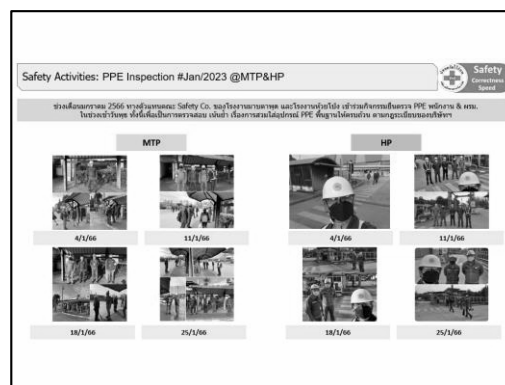 Safety Activities: PPE Inspection #Jan/2023 @MTP&HP
Safety
Correctness
Speed
ช่วงเดือนมกราคม 2566 ทางตัวแทนคณะ Safety Co. ของโรงงานมาบตาพุด และโรงงานห้วยโป่ง เข้าร่วมกิจกรรมยืนตรวจ PPE พนักงาน & ผรม.
ในช่วงเช้าวันพุธ ทั้งนี้เพื่อเป็นการตรวจสอบ เน้นย้ำ เรื่องการสวมใส่อุปกรณ์ PPE พื้นฐานให้ครบถ้วน ตามกฎระเบียบของบริษัทฯ
MTP
HP
4/1/66
11/1/66
4/1/66
11/1/66
18/1/66
25/1/66
18/1/66
25/1/66